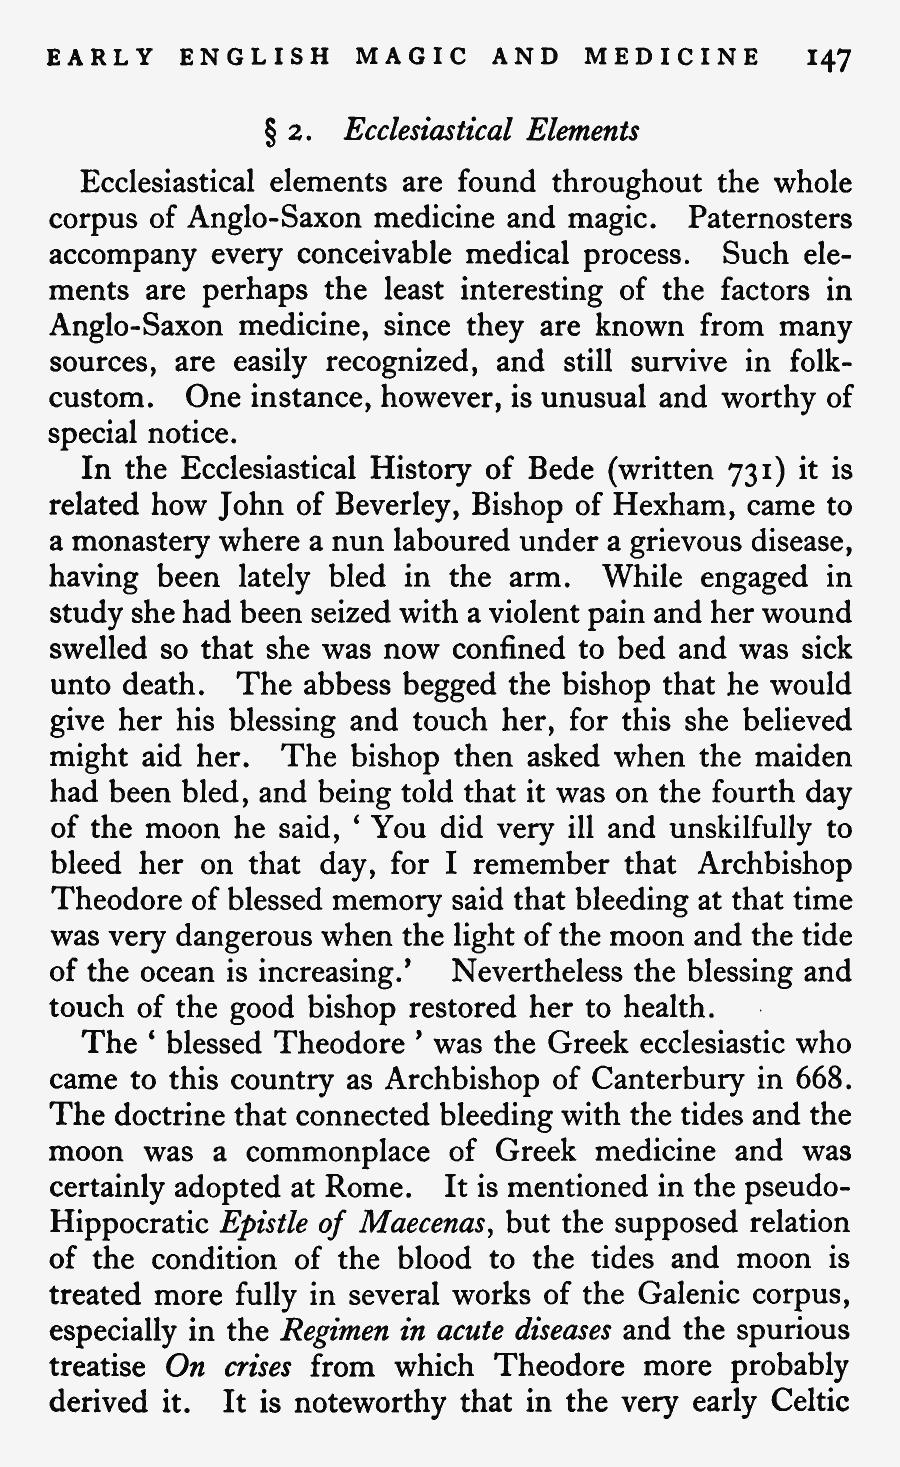 EARLY ENGLISH MAGIC AND MEDICINE 147
§ 2. Ecclesiastical Elements
Ecclesiastical elements are found throughout the whole
corpus of Anglo-Saxon medicine and magic. Paternosters
accompany every conceivable medical process. Such ele-
ments are perhaps the least interesting of the factors in
Anglo-Saxon medicine, since they are known from many
sources, are easily recognized, and still survive in folk-
custom. One instance, however, is unusual and worthy of
special notice.
In the Ecclesiastical History of Bede (written 731) it is
related how John of Beverley, Bishop of Hexham, came to
a monastery where a nun laboured under a grievous disease,
having been lately bled in the arm. While engaged in
study she had been seized with a violent pain and her wound
swelled so that she was now confined to bed and was sick
unto death. The abbess begged the bishop that he would
give her his blessing and touch her, for this she believed
might aid her. The bishop then asked when the maiden
had been bled, and being told that it was on the fourth day
of the moon he said, ‘ You did very ill and unskilfully to
bleed her on that day, for I remember that Archbishop
Theodore of blessed memory said that bleeding at that time
was very dangerous when the light of the moon and the tide
of the ocean is increasing.’ Nevertheless the blessing and
touch of the good bishop restored her to health.
The ‘ blessed Theodore ’ was the Greek ecclesiastic who
came to this country as Archbishop of Canterbury in 668.
The doctrine that connected bleeding with the tides and the
moon was a commonplace of Greek medicine and was
certainly adopted at Rome. It is mentioned in the pseudo-
Hippocratic Epistle of Maecenas, but the supposed relation
of the condition of the blood to the tides and moon is
treated more fully in several works of the Galenic corpus,
especially in the Regimen in acute diseases and the spurious
treatise On crises from which Theodore more probably
derived it. It is noteworthy that in the very early Celtic